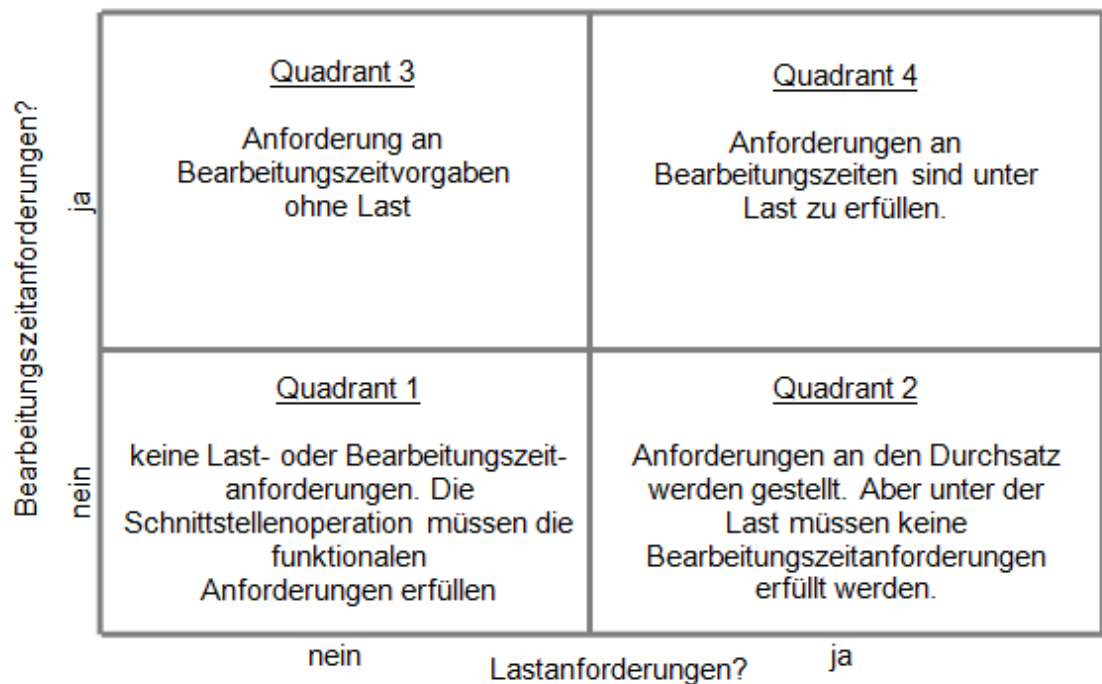 Bearbeitungszeitanforderungen?
ja
nein
Quadrant 3
Anforderung an
Bearbeitungszeitvorgaben
ohne Last
Quadrant 4
Anforderungen an
Bearbeitungszeiten sind unter
Last zu erfüllen.
Quadrant 1
keine Last- oder Bearbeitungszeit-
anforderungen. Die
Schnittstellenoperation müssen die
funktionalen
Anforderungen erfüllen
Quadrant 2
Anforderungen an den Durchsatz
werden gestellt. Aber unter der
Last müssen keine
Bearbeitungszeitanforderungen
erfüllt werden.
nein
Lastanforderungen?
ja